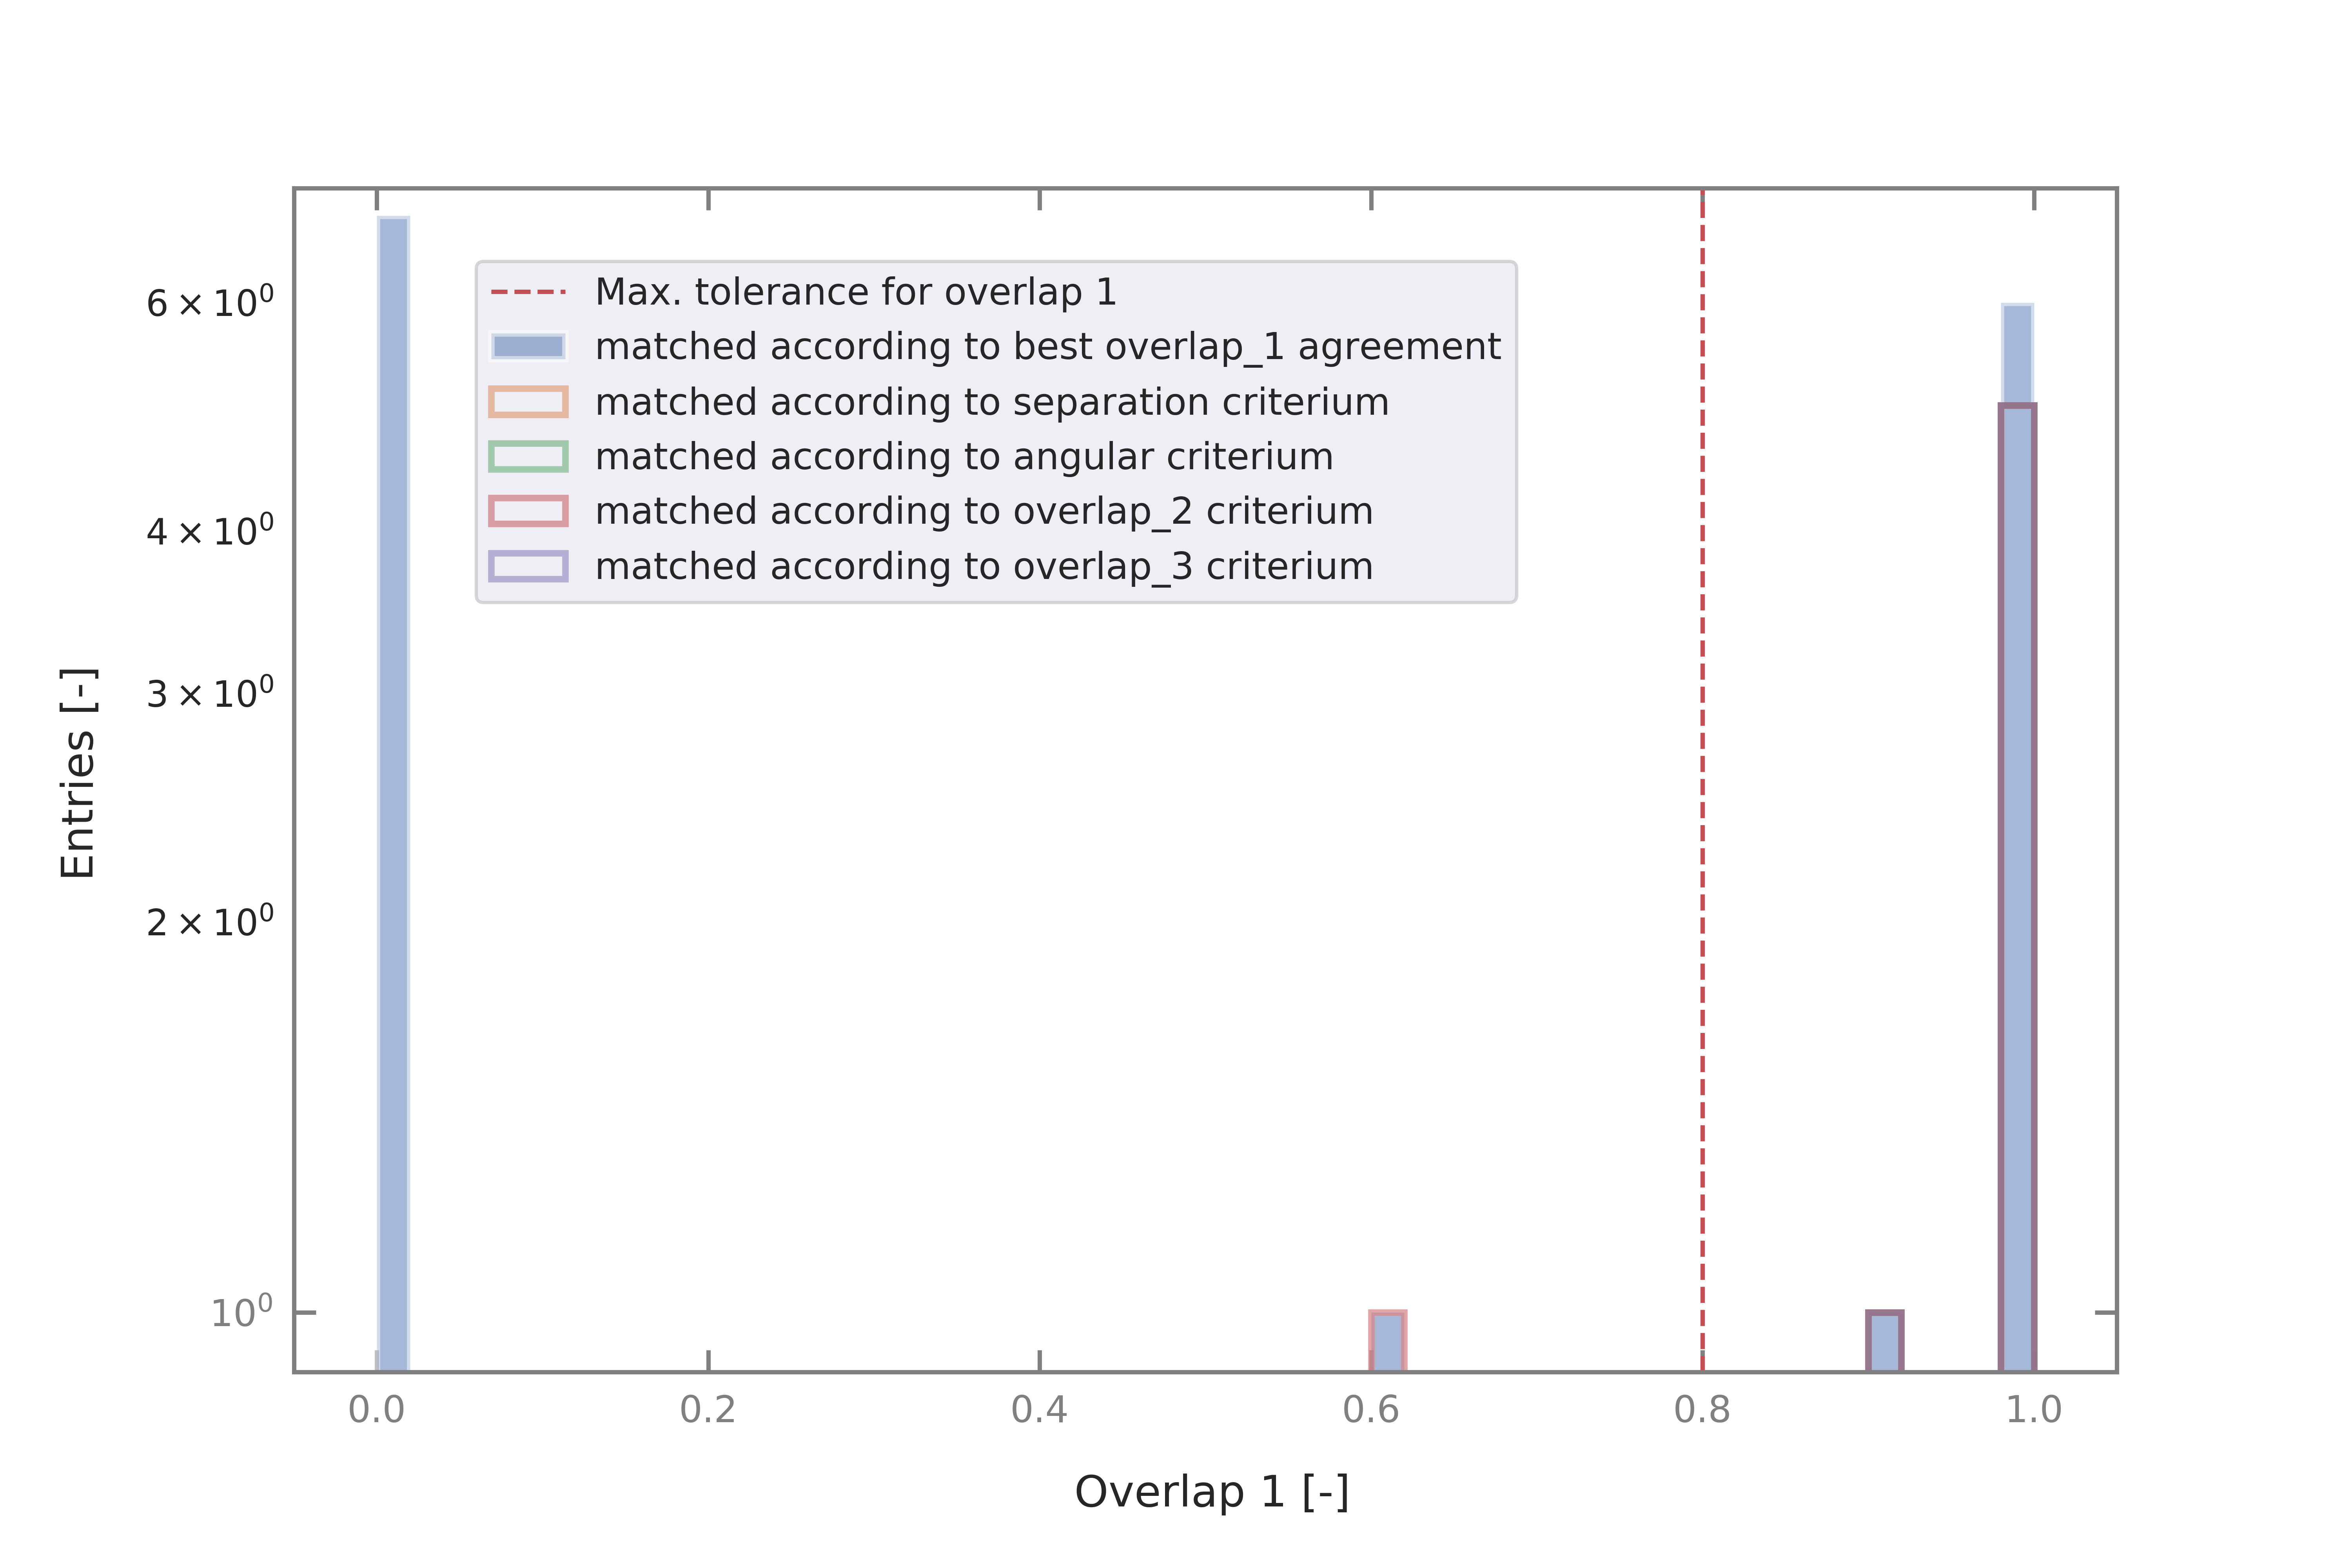 Max. tolerance for overlap 1
matched according to best overlap_1 agreement
matched according to separation criterium
matched according to angular criterium
matched according to overlap_2 criterium
matched according to overlap_3 criterium
6 × 10⁰
4 × 10⁰
3 × 10⁰
2 × 10⁰
10⁰
Entries [-]
0.0 0.2 0.4 0.6 0.8 1.0
Overlap 1 [-]